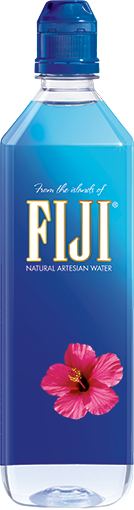 From the islands of
FIJI
NATURAL ARTESIAN WATER